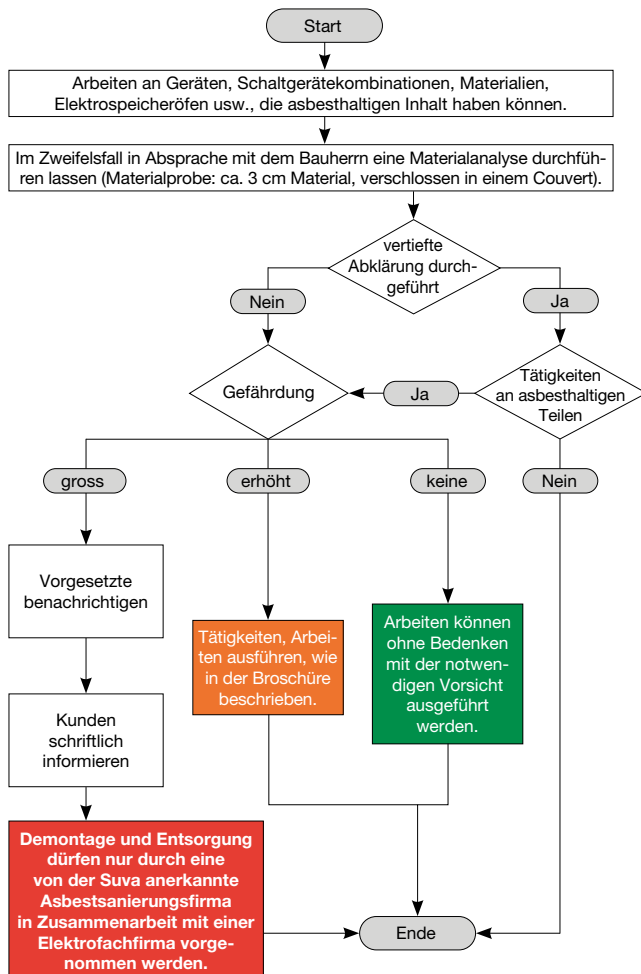 Start
Arbeiten an Geräten, Schaltgerätekombinationen, Materialien,
Elektrospeicheröfen usw., die asbesthaltigen Inhalt haben können.
Im Zweifelsfall in Absprache mit dem Bauherrn eine Materialanalyse durchfüh-
ren lassen (Materialprobe: ca. 3 cm Material, verschlossen in einem Couvert).
vertiefte
Abklärung durch-
geführt
Nein
Ja
Gefährdung
Ja
Tätigkeiten
an asbesthaltigen
Teilen
gross
erhöht
keine
Nein
Vorgesetzte
benachrichtigen
Tätigkeiten, Arbei-
ten ausführen, wie
in der Broschüre
beschrieben.
Arbeiten können
ohne Bedenken
mit der notwen-
digen Vorsicht
ausgeführt
werden.
Kunden
schriftlich
informieren
Demontage und Entsorgung
dürfen nur durch eine
von der Suva anerkannte
Asbestsanierungsfirma
in Zusammenarbeit mit einer
Elektrofachfirma vorge-
nommen werden.
Ende